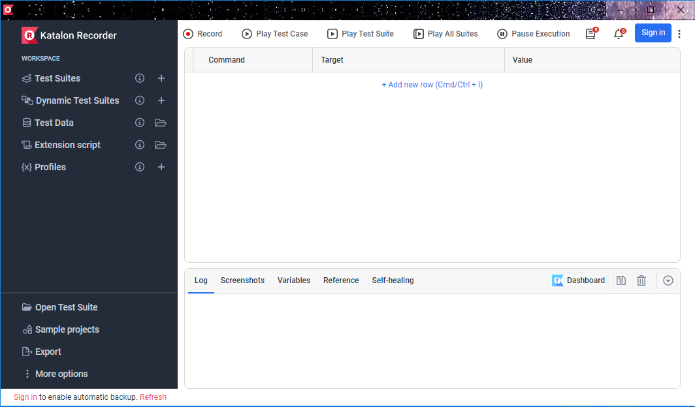 Katalon Recorder
Record Play Test Case Play Test Suite Play All Suites Pause Execution Sign in
WORKSPACE
Test Suites
Dynamic Test Suites
Test Data
Extension script
{x} Profiles
Command Target Value
+ Add new row (Cmd/Ctrl + I)
Log Screenshots Variables Reference Self-healing Dashboard
Open Test Suite
Sample projects
Export
More options
Sign in to enable automatic backup. Refresh